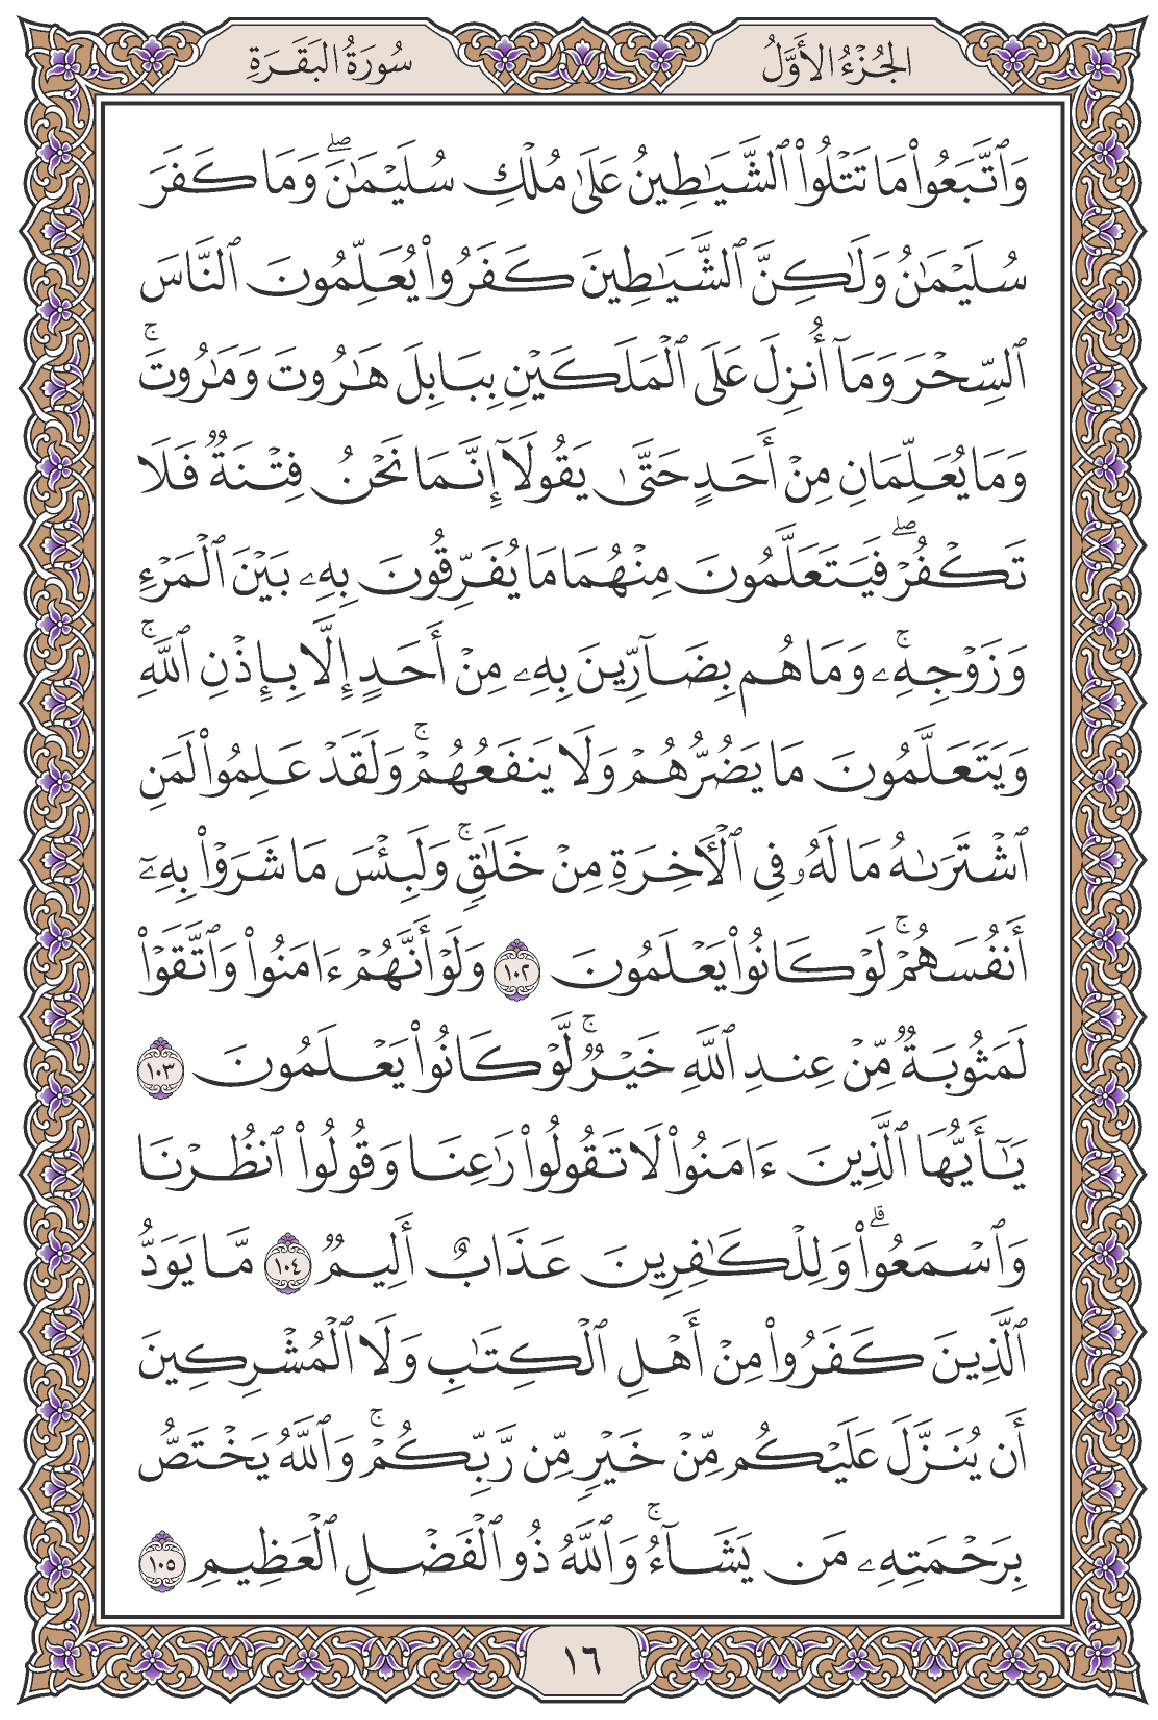 الجُزْءُ الأَوَّلُ
سُورَةُ البَقَرَةِ
وَٱتَّبَعُوا۟ مَا تَتْلُوا۟ ٱلشَّيَـٰطِينُ عَلَىٰ مُلْكِ سُلَيْمَـٰنَ ۖ وَمَا كَفَرَ
سُلَيْمَـٰنُ وَلَـٰكِنَّ ٱلشَّيَـٰطِينَ كَفَرُوا۟ يُعَلِّمُونَ ٱلنَّاسَ
ٱلسِّحْرَ وَمَآ أُنزِلَ عَلَى ٱلْمَلَكَيْنِ بِبَابِلَ هَـٰرُوتَ وَمَـٰرُوتَ ۚ
وَمَا يُعَلِّمَانِ مِنْ أَحَدٍ حَتَّىٰ يَقُولَآ إِنَّمَا نَحْنُ فِتْنَةٌ فَلَا
تَكْفُرْ ۖ فَيَتَعَلَّمُونَ مِنْهُمَا مَا يُفَرِّقُونَ بِهِۦ بَيْنَ ٱلْمَرْءِ
وَزَوْجِهِۦ ۚ وَمَا هُم بِضَآرِّينَ بِهِۦ مِنْ أَحَدٍ إِلَّا بِإِذْنِ ٱللَّهِ ۚ
وَيَتَعَلَّمُونَ مَا يَضُرُّهُمْ وَلَا يَنفَعُهُمْ ۚ وَلَقَدْ عَلِمُوا۟ لَمَنِ
ٱشْتَرَىٰهُ مَا لَهُۥ فِى ٱلْـَٔاخِرَةِ مِنْ خَلَـٰقٍ ۚ وَلَبِئْسَ مَا شَرَوْا۟ بِهِۦٓ
أَنفُسَهُمْ ۚ لَوْ كَانُوا۟ يَعْلَمُونَ ١٠٢ وَلَوْ أَنَّهُمْ ءَامَنُوا۟ وَٱتَّقَوْا۟
لَمَثُوبَةٌ مِّنْ عِندِ ٱللَّهِ خَيْرٌ ۚ لَّوْ كَانُوا۟ يَعْلَمُونَ ١٠٣
يَـٰٓأَيُّهَا ٱلَّذِينَ ءَامَنُوا۟ لَا تَقُولُوا۟ رَٰعِنَا وَقُولُوا۟ ٱنظُرْنَا
وَٱسْمَعُوا۟ ۗ وَلِلْكَـٰفِرِينَ عَذَابٌ أَلِيمٌ ١٠٤ مَّا يَوَدُّ
ٱلَّذِينَ كَفَرُوا۟ مِنْ أَهْلِ ٱلْكِتَـٰبِ وَلَا ٱلْمُشْرِكِينَ
أَن يُنَزَّلَ عَلَيْكُم مِّنْ خَيْرٍ مِّن رَّبِّكُمْ ۚ وَٱللَّهُ يَخْتَصُّ
بِرَحْمَتِهِۦ مَن يَشَآءُ ۚ وَٱللَّهُ ذُو ٱلْفَضْلِ ٱلْعَظِيمِ ١٠٥
١٦